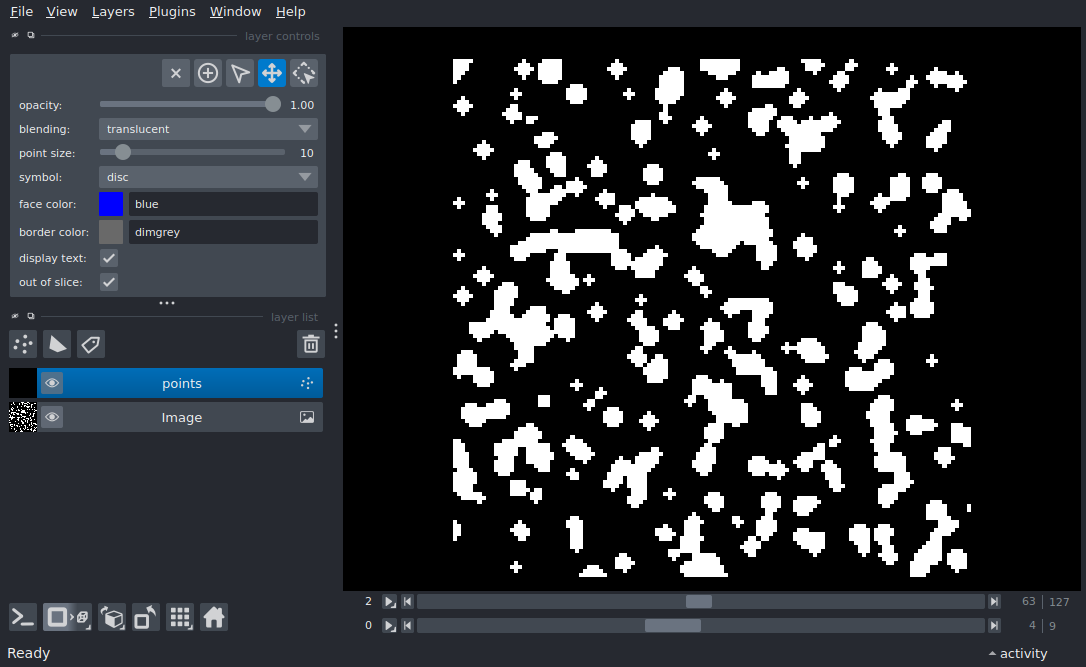 File View Layers Plugins Window Help
layer controls
opacity: 1.00
blending: translucent
point size: 10
symbol: disc
face color: blue
border color: dimgrey
display text:
out of slice:
layer list
points
Image
2 63 | 127
0 4 | 9
Ready activity